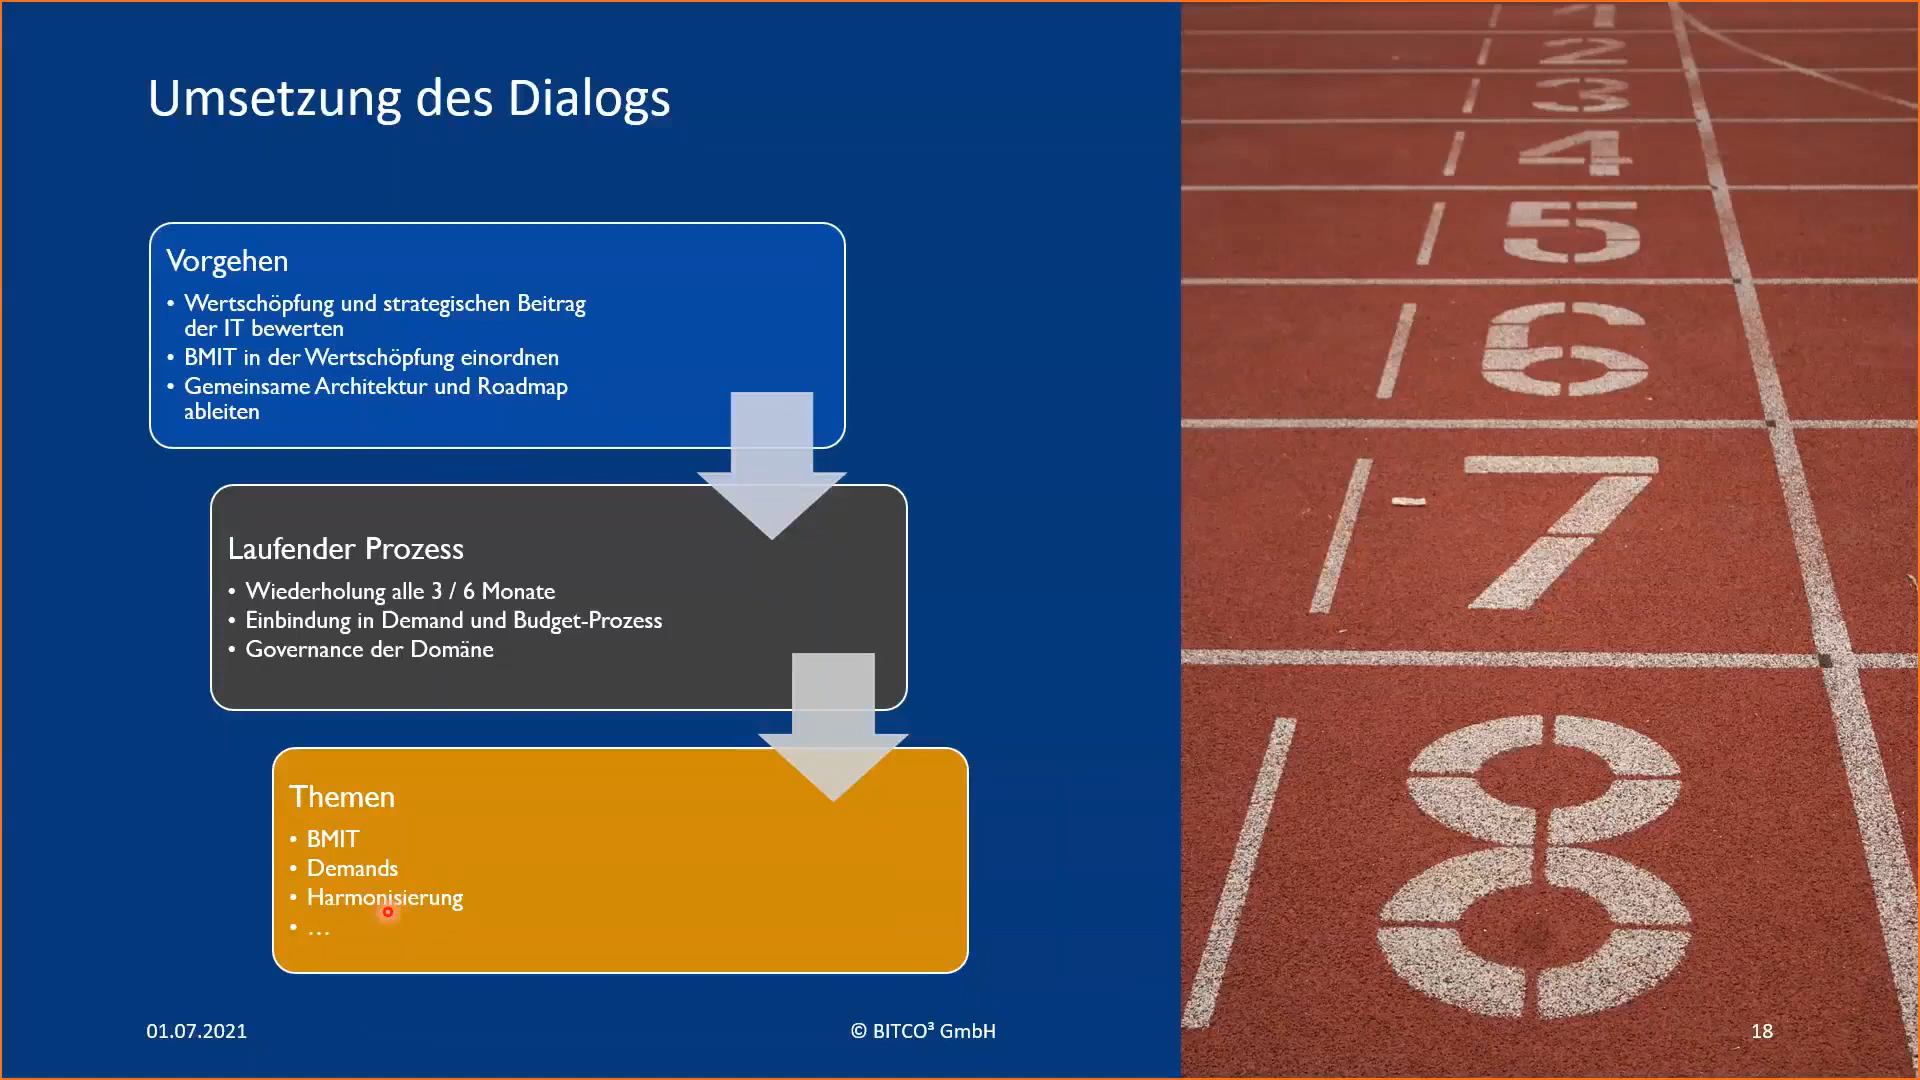 Umsetzung des Dialogs
Vorgehen
• Wertschöpfung und strategischen Beitrag
der IT bewerten
• BMIT in der Wertschöpfung einordnen
• Gemeinsame Architektur und Roadmap
ableiten
Laufender Prozess
• Wiederholung alle 3 / 6 Monate
• Einbindung in Demand und Budget-Prozess
• Governance der Domäne
Themen
• BMIT
• Demands
• Harmonisierung
• …
01.07.2021
© BITCO³ GmbH
18
1
2
3
4
5
6
7
8